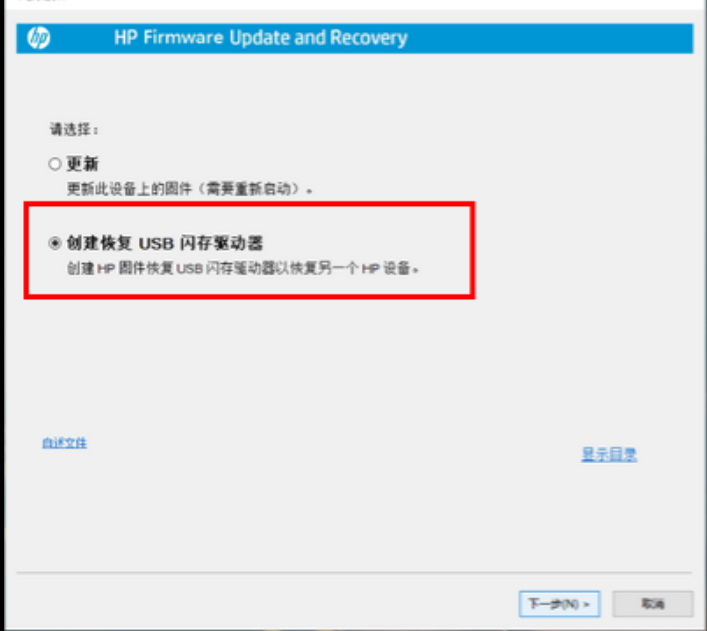 hp HP Firmware Update and Recovery
请选择：
更新
更新此设备上的固件（需要重新启动）。
创建恢复 USB 闪存驱动器
创建 HP 固件恢复 USB 闪存驱动器以恢复另一个 HP 设备。
自述文件
显示目录
下一步(N) > 取消